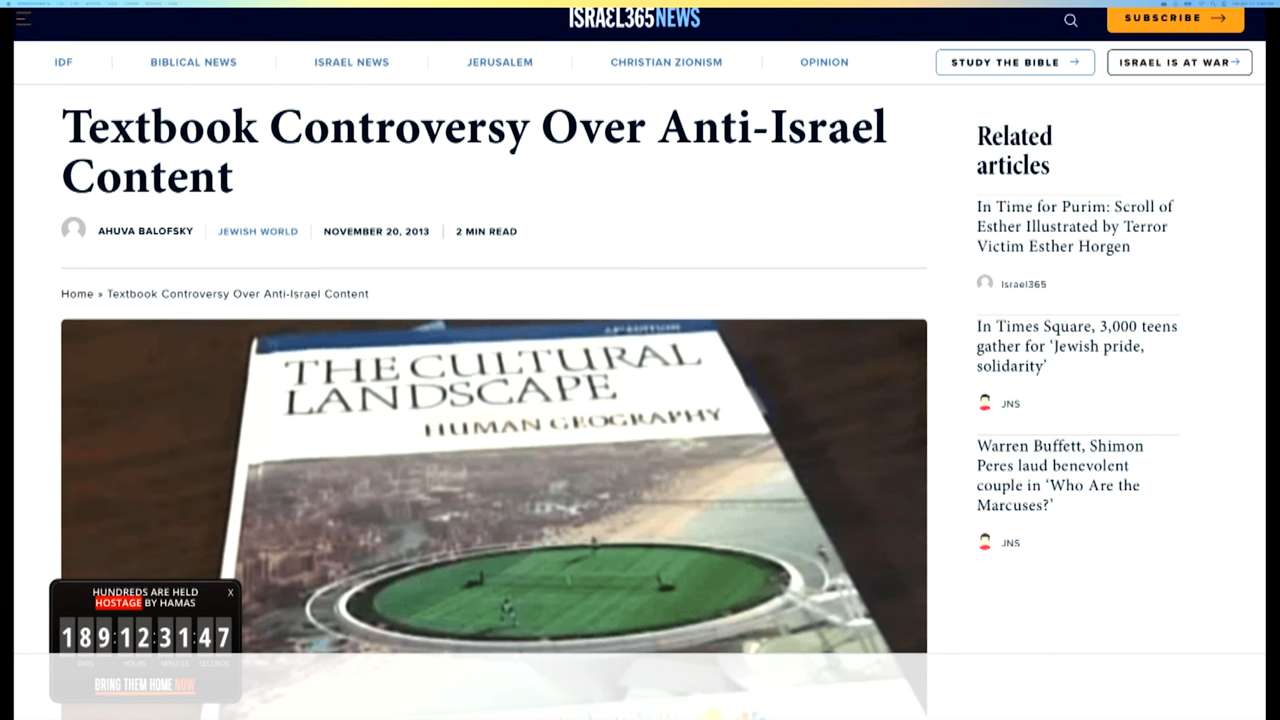 ISRAEL365NEWS
SUBSCRIBE
IDF
BIBLICAL NEWS
ISRAEL NEWS
JERUSALEM
CHRISTIAN ZIONISM
OPINION
STUDY THE BIBLE
ISRAEL IS AT WAR
Textbook Controversy Over Anti-Israel
Content
AHUVA BALOFSKY
JEWISH WORLD
NOVEMBER 20, 2013
2 MIN READ
Home » Textbook Controversy Over Anti-Israel Content
THE CULTURAL
LANDSCAPE
HUMAN GEOGRAPHY
HUNDREDS ARE HELD
HOSTAGE BY HAMAS
X
189:12:31:47
DAYS HOURS MINUTES SECONDS
BRING THEM HOME NOW
Related
articles
In Time for Purim: Scroll of
Esther Illustrated by Terror
Victim Esther Horgen
Israel365
In Times Square, 3,000 teens
gather for ‘Jewish pride,
solidarity’
JNS
Warren Buffett, Shimon
Peres laud benevolent
couple in ‘Who Are the
Marcuses?’
JNS